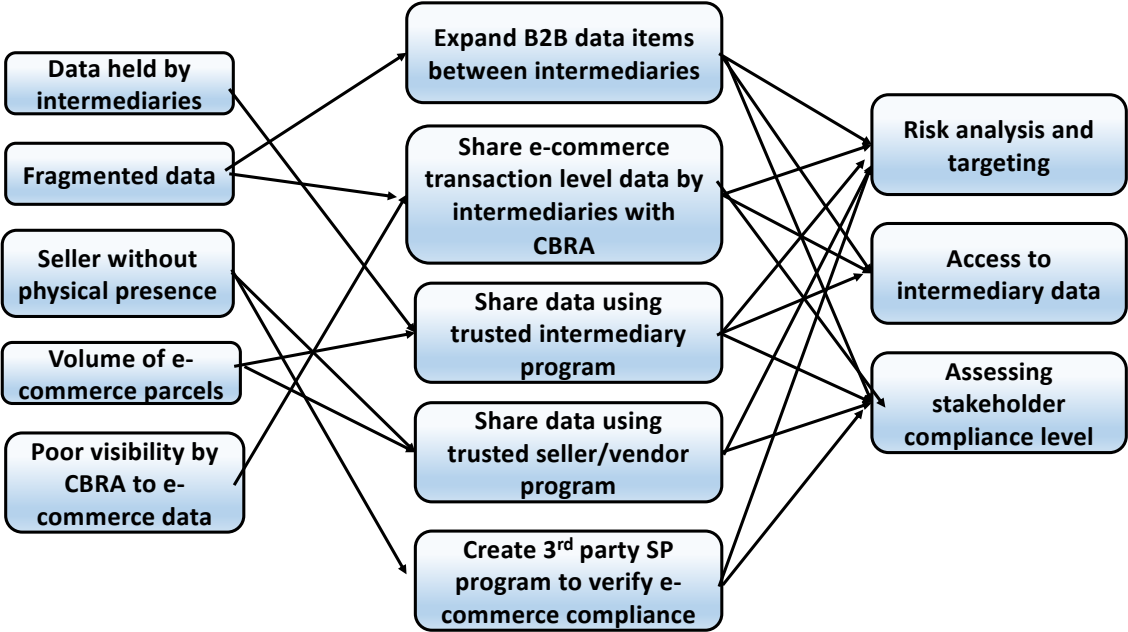 Data held by
intermediaries
Fragmented data
Seller without
physical presence
Volume of e-
commerce parcels
Poor visibility by
CBRA to e-
commerce data
Expand B2B data items
between intermediaries
Share e-commerce
transaction level data by
intermediaries with
CBRA
Share data using
trusted intermediary
program
Share data using
trusted seller/vendor
program
Create 3rd party SP
program to verify e-
commerce compliance
Risk analysis and
targeting
Access to
intermediary data
Assessing
stakeholder
compliance level